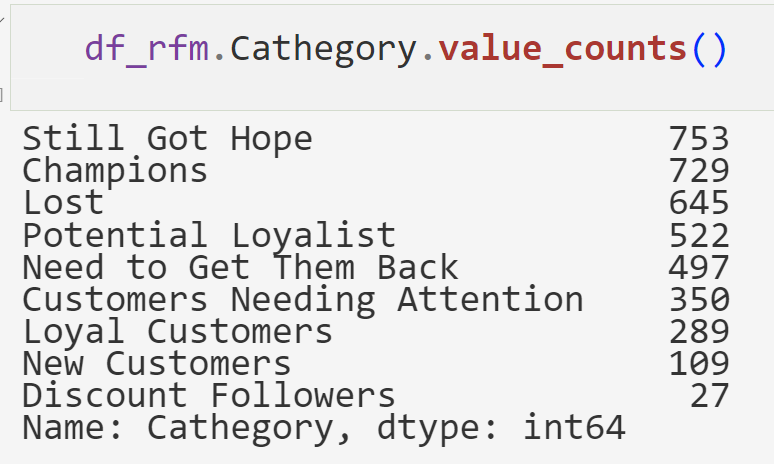 df_rfm.Cathegory.value_counts()
Still Got Hope 753
Champions 729
Lost 645
Potential Loyalist 522
Need to Get Them Back 497
Customers Needing Attention 350
Loyal Customers 289
New Customers 109
Discount Followers 27
Name: Cathegory, dtype: int64